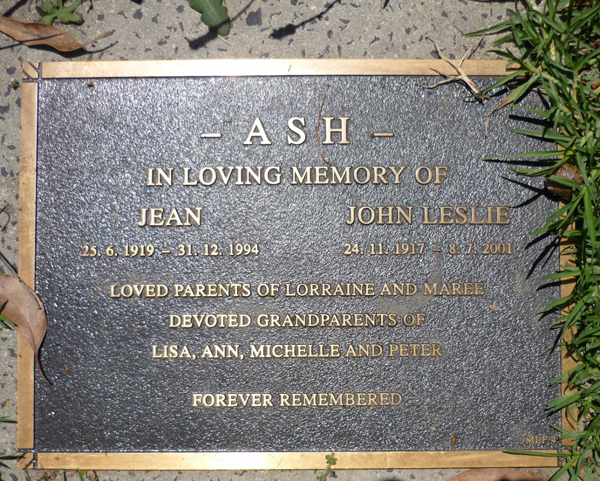 – ASH –
IN LOVING MEMORY OF
JEAN JOHN LESLIE
25. 6. 1919 – 31. 12. 1994 24. 11. 1917 – 8. 7. 2001
LOVED PARENTS OF LORRAINE AND MAREE
DEVOTED GRANDPARENTS OF
LISA, ANN, MICHELLE AND PETER
FOREVER REMEMBERED